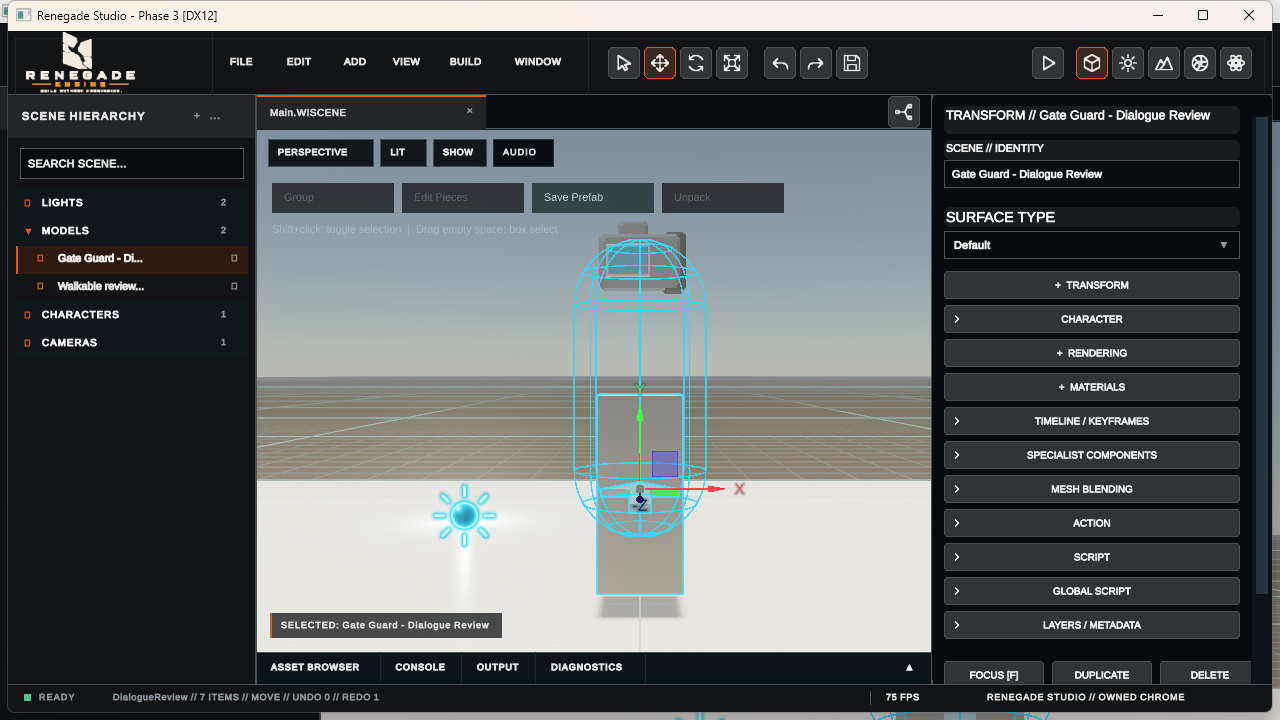 Renegade Studio - Phase 3 [DX12]
RENEGADE
ENGINE
BUILD WITHOUT PERMISSION.
FILE EDIT ADD VIEW BUILD WINDOW
SCENE HIERARCHY + ...
SEARCH SCENE...
LIGHTS 2
MODELS 2
Gate Guard - Di...
Walkable review...
CHARACTERS 1
CAMERAS 1
Main.WISCENE ×
PERSPECTIVE LIT SHOW AUDIO
Group Edit Pieces Save Prefab Unpack
Shift+click: toggle selection | Drag empty space: box select
Y
X
-Z
SELECTED: Gate Guard - Dialogue Review
ASSET BROWSER CONSOLE OUTPUT DIAGNOSTICS
TRANSFORM // Gate Guard - Dialogue Review
SCENE // IDENTITY
Gate Guard - Dialogue Review
SURFACE TYPE
Default
+ TRANSFORM
CHARACTER
+ RENDERING
+ MATERIALS
TIMELINE / KEYFRAMES
SPECIALIST COMPONENTS
MESH BLENDING
ACTION
SCRIPT
GLOBAL SCRIPT
LAYERS / METADATA
FOCUS [F] DUPLICATE DELETE
READY DialogueReview // 7 ITEMS // MOVE // UNDO 0 // REDO 1 75 FPS RENEGADE STUDIO // OWNED CHROME